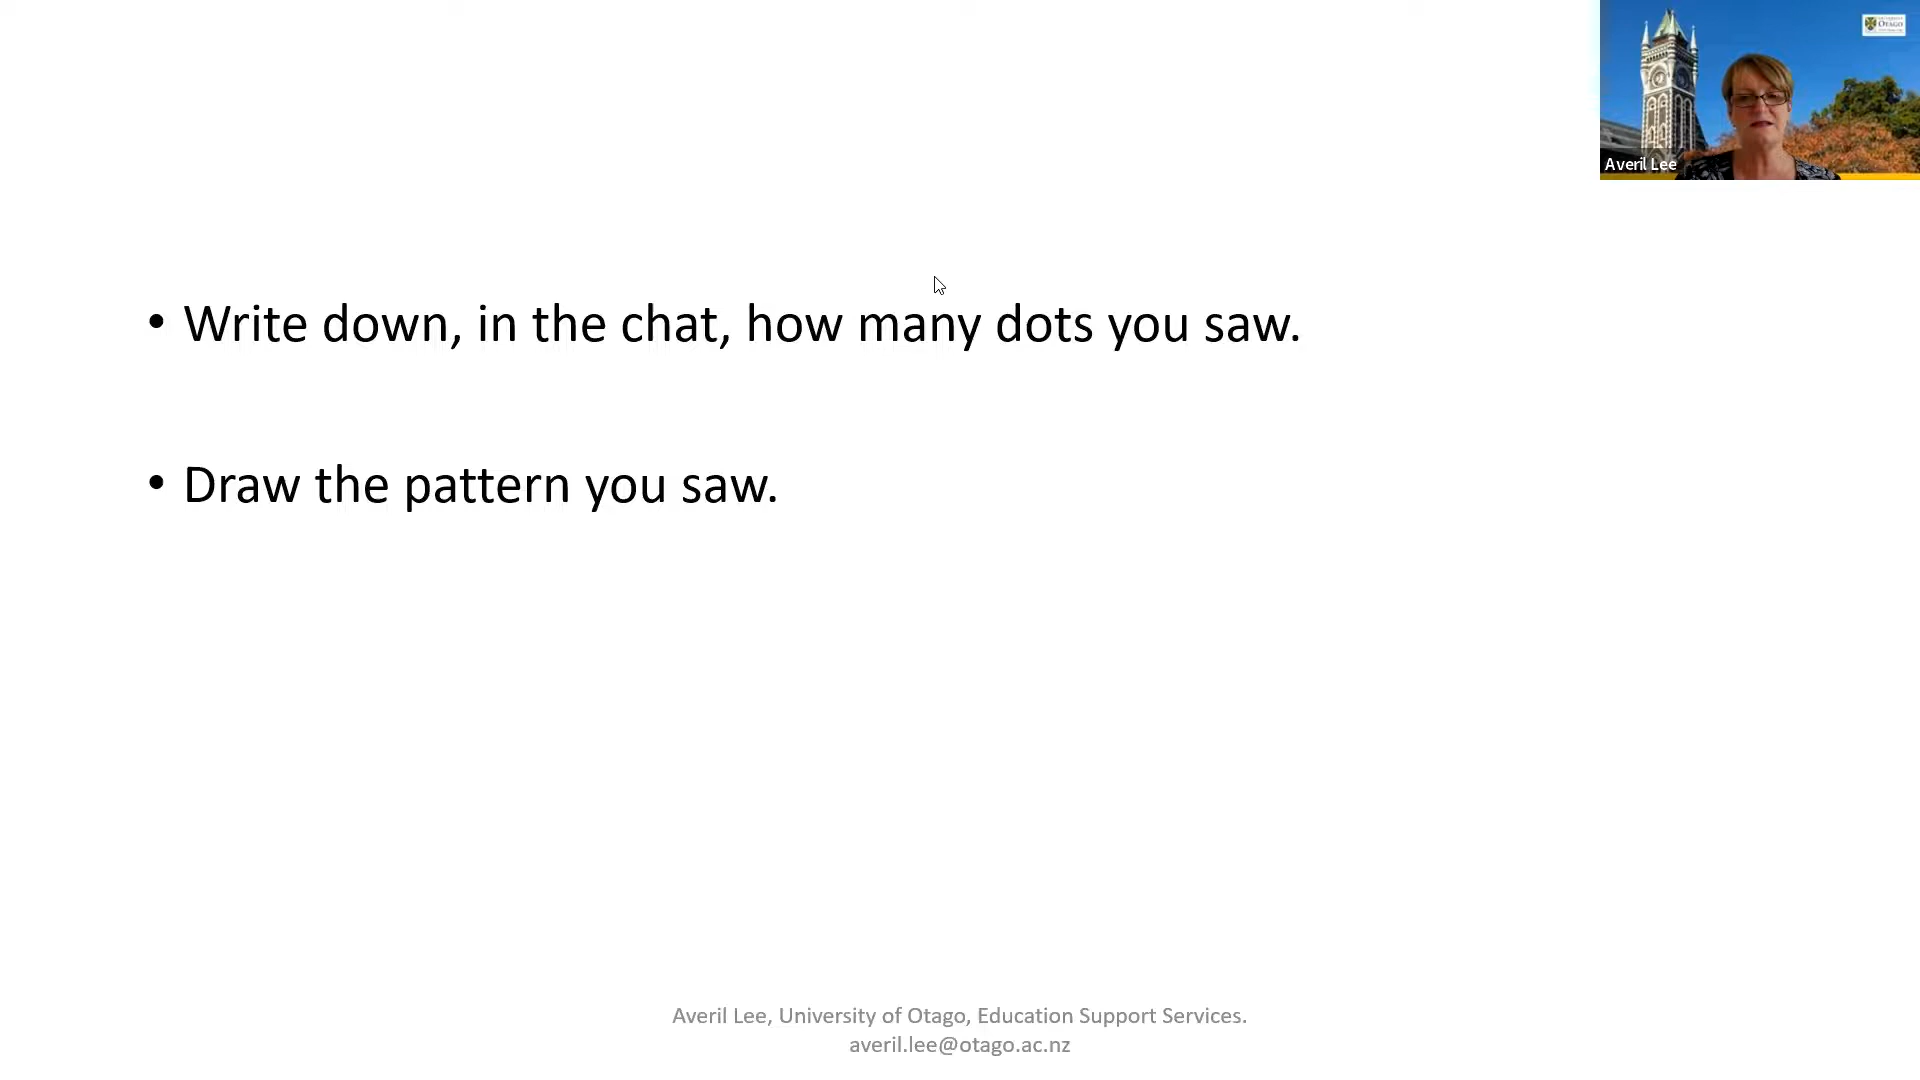 OTAGO
Averil Lee
• Write down, in the chat, how many dots you saw.
• Draw the pattern you saw.
Averil Lee, University of Otago, Education Support Services.
averil.lee@otago.ac.nz